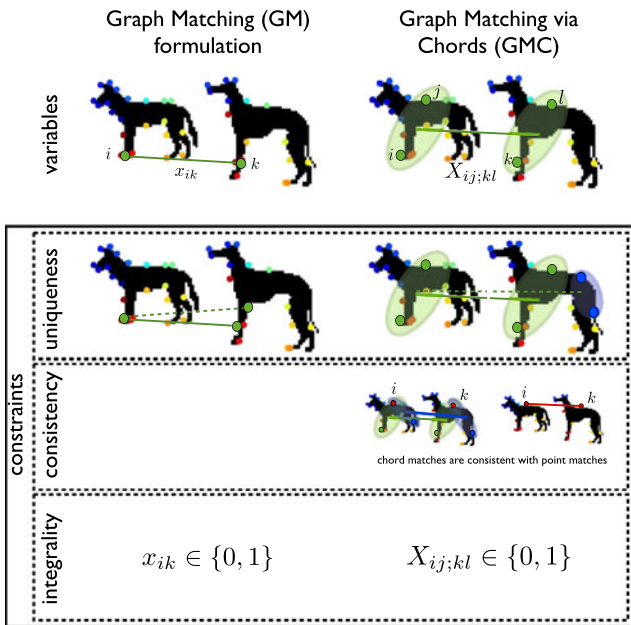 Graph Matching (GM)
formulation
Graph Matching via
Chords (GMC)
variables
i
k
x_{ik}
j
l
i
k
X_{ij;kl}
constraints
uniqueness
consistency
i
k
i
k
chord matches are consistent with point matches
integrality
x_{ik} ∈ {0, 1}
X_{ij;kl} ∈ {0, 1}